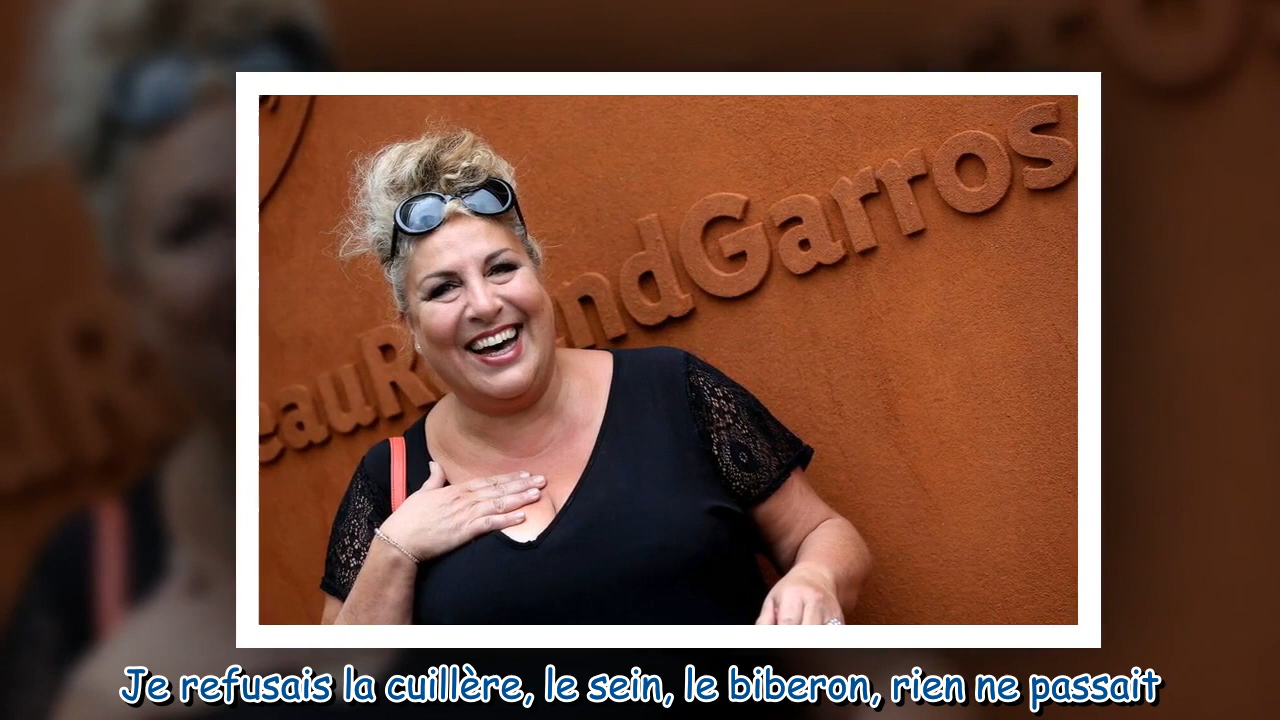 eauR ndGarros
Je refusais la cuillère, le sein, le biberon, rien ne passait